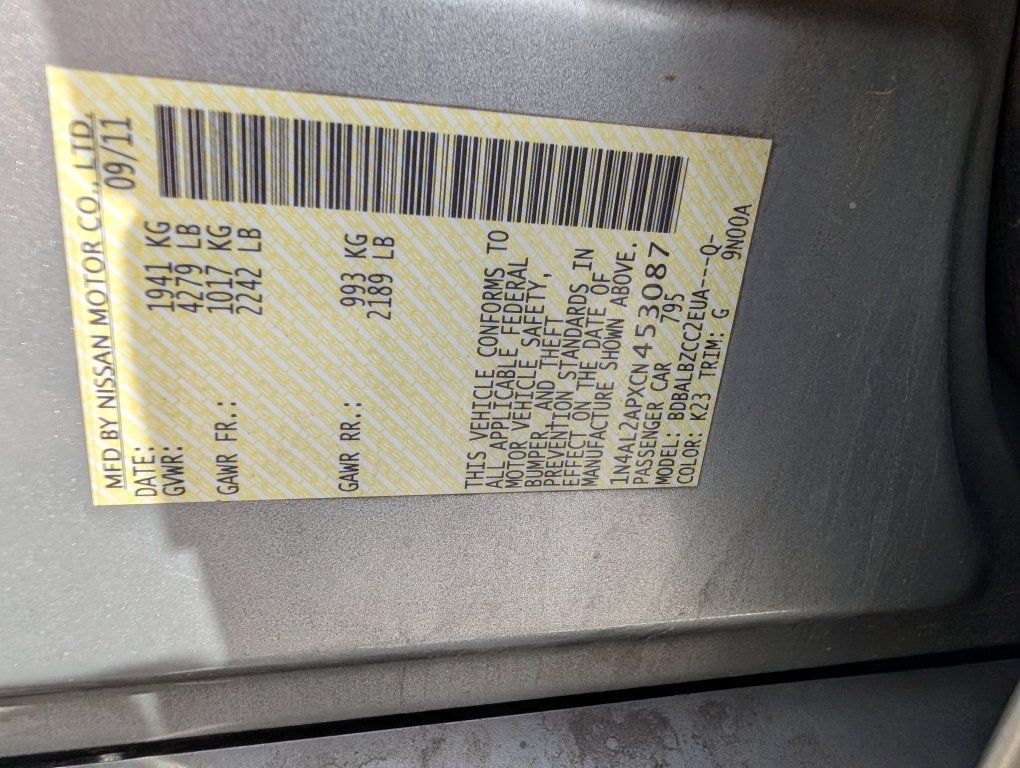 MFD BY NISSAN MOTOR CO., LTD.
DATE: 09/11
GVWR: 1941 KG
4279 LB
GAWR FR.: 1017 KG
2242 LB
GAWR RR.: 993 KG
2189 LB
THIS VEHICLE CONFORMS TO
ALL APPLICABLE FEDERAL
MOTOR VEHICLE SAFETY,
BUMPER AND THEFT
PREVENTION STANDARDS IN
EFFECT ON THE DATE OF
MANUFACTURE SHOWN ABOVE.
1N4AL2APXCN453087
PASSENGER CAR 795
MODEL: BDBALBZCC2EUA---Q-
COLOR: K23 TRIM: G 9N00A